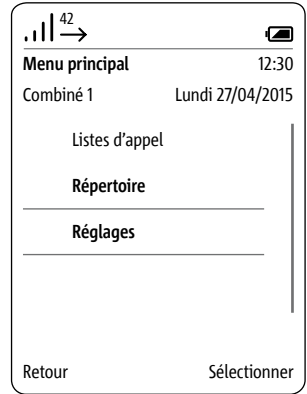 42
Menu principal 12:30
Combiné 1 Lundi 27/04/2015
Listes d'appel
Répertoire
Réglages
Retour Sélectionner